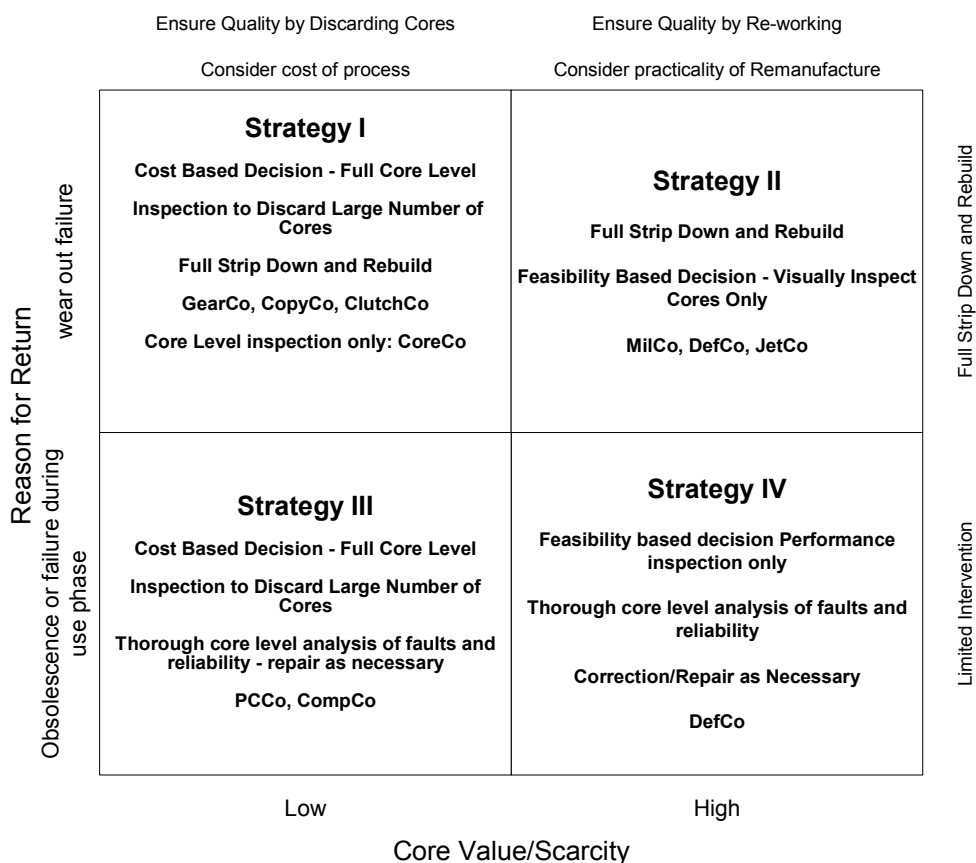 Ensure Quality by Discarding Cores
Ensure Quality by Re-working
Consider cost of process
Consider practicality of Remanufacture
Reason for Return
wear out failure
Strategy I
Cost Based Decision - Full Core Level
Inspection to Discard Large Number of
Cores
Full Strip Down and Rebuild
GearCo, CopyCo, ClutchCo
Core Level inspection only: CoreCo
Strategy II
Full Strip Down and Rebuild
Feasibility Based Decision - Visually Inspect
Cores Only
MilCo, DefCo, JetCo
Full Strip Down and Rebuild
Obsolescence or failure during
use phase
Strategy III
Cost Based Decision - Full Core Level
Inspection to Discard Large Number of
Cores
Thorough core level analysis of faults and
reliability - repair as necessary
PCCo, CompCo
Strategy IV
Feasibility based decision Performance
inspection only
Thorough core level analysis of faults and
reliability
Correction/Repair as Necessary
DefCo
Limited Intervention
Low
High
Core Value/Scarcity